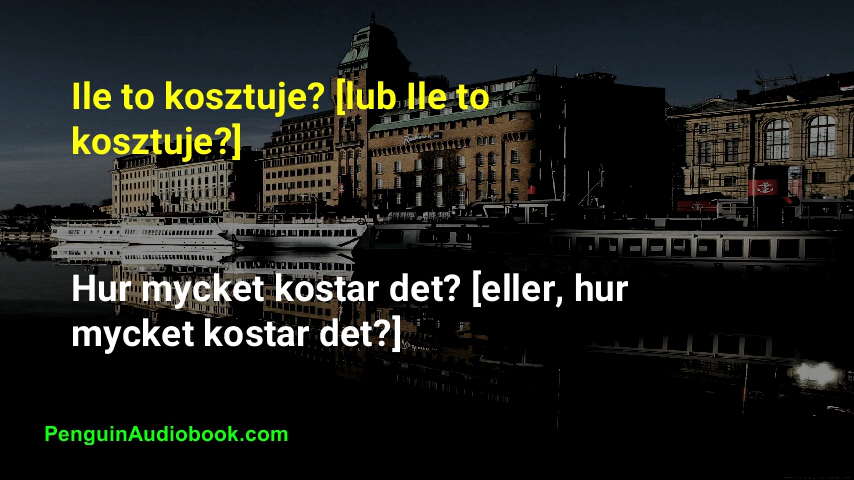 Ile to kosztuje? [lub Ile to
kosztuje?]
Hur mycket kostar det? [eller, hur
mycket kostar det?]
PenguinAudiobook.com